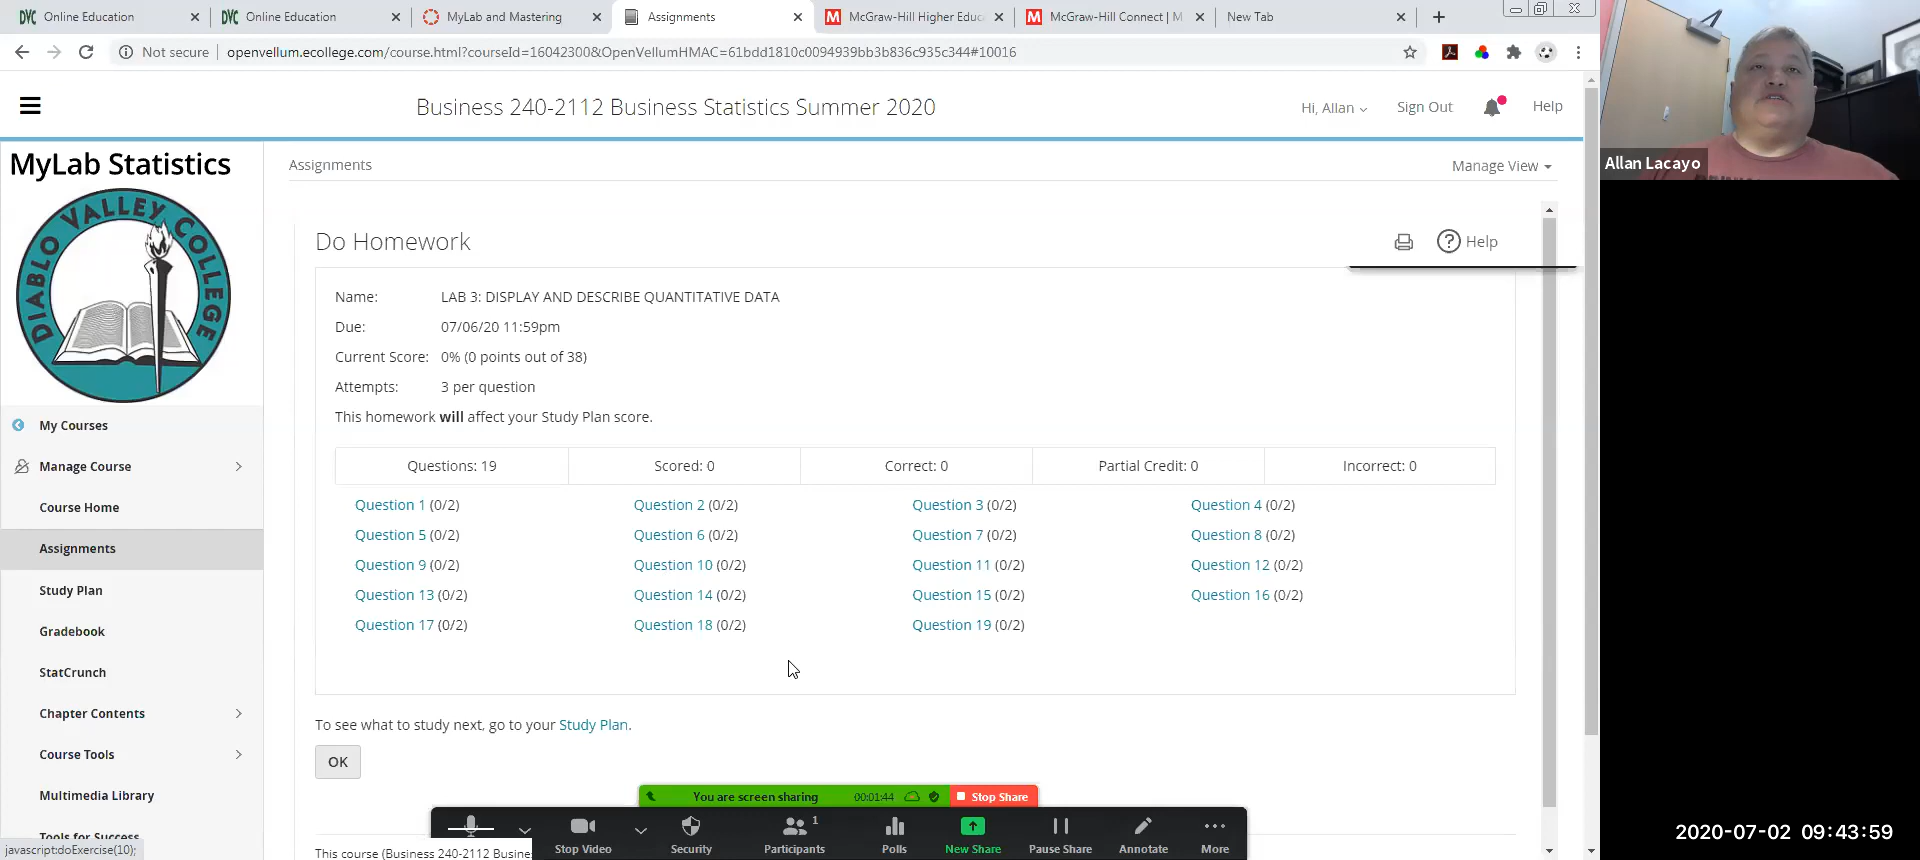 Online Education
Online Education
MyLab and Mastering
Assignments
McGraw-Hill Higher Educ
McGraw-Hill Connect | M
New Tab
Not secure
openvellum.ecollege.com/course.html?courseId=16042300&OpenVellumHMAC=61bdd1810c0094939bb3b836c935c344#10016
Business 240-2112 Business Statistics Summer 2020
Hi, Allan
Sign Out
Help
MyLab Statistics
DIABLO VALLEY COLLEGE
My Courses
Manage Course
Course Home
Assignments
Study Plan
Gradebook
StatCrunch
Chapter Contents
Course Tools
Multimedia Library
Tools for Success
javascript:doExercise(10);
Assignments
Manage View
Do Homework
Help
Name: LAB 3: DISPLAY AND DESCRIBE QUANTITATIVE DATA
Due: 07/06/20 11:59pm
Current Score: 0% (0 points out of 38)
Attempts: 3 per question
This homework will affect your Study Plan score.
Questions: 19 Scored: 0 Correct: 0 Partial Credit: 0 Incorrect: 0
Question 1 (0/2) Question 2 (0/2) Question 3 (0/2) Question 4 (0/2)
Question 5 (0/2) Question 6 (0/2) Question 7 (0/2) Question 8 (0/2)
Question 9 (0/2) Question 10 (0/2) Question 11 (0/2) Question 12 (0/2)
Question 13 (0/2) Question 14 (0/2) Question 15 (0/2) Question 16 (0/2)
Question 17 (0/2) Question 18 (0/2) Question 19 (0/2)
To see what to study next, go to your Study Plan.
OK
You are screen sharing 00:01:44 Stop Share
Stop Video Security Participants 1 Polls New Share Pause Share Annotate More
This course (Business 240-2112 Busine
Allan Lacayo
2020-07-02 09:43:59